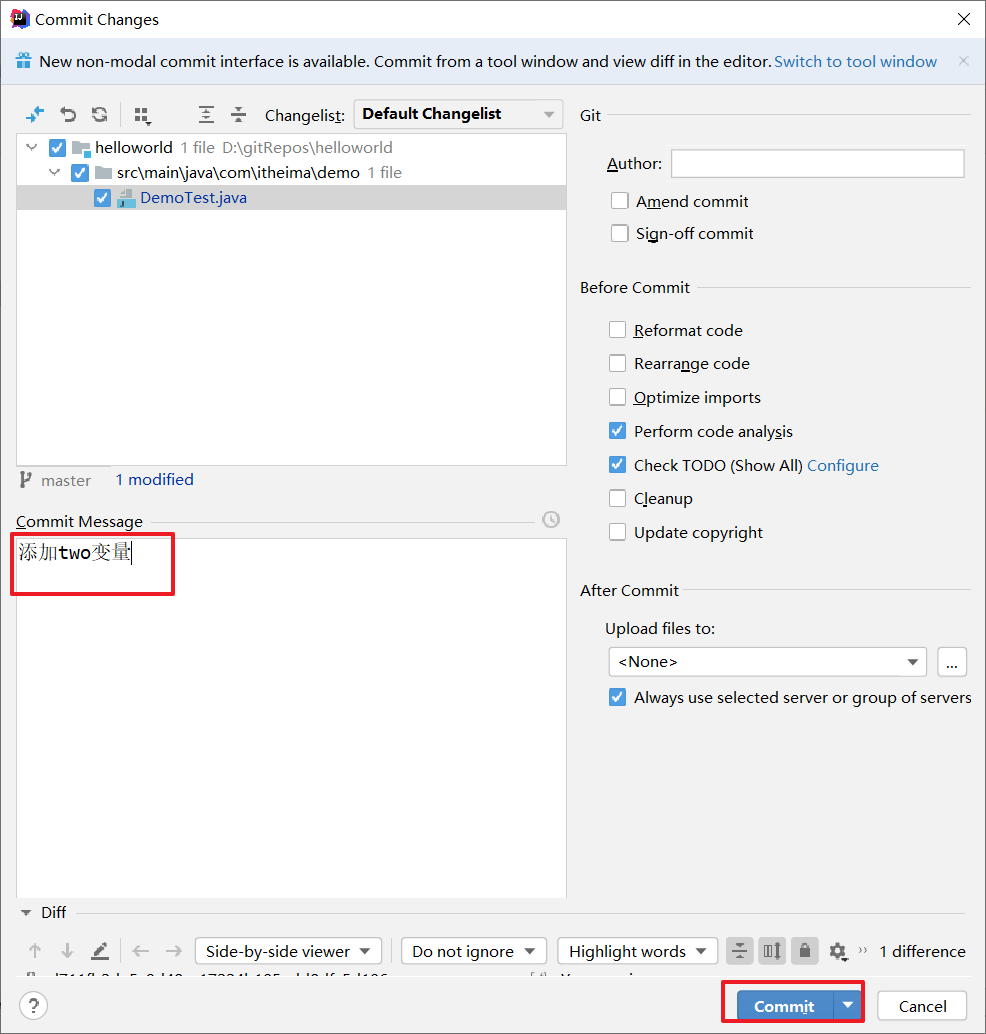 Commit Changes
New non-modal commit interface is available. Commit from a tool window and view diff in the editor. Switch to tool window
Changelist: Default Changelist
helloworld 1 file D:\gitRepos\helloworld
src\main\java\com\itheima\demo 1 file
DemoTest.java
master 1 modified
Commit Message
添加two变量
Git
Author:
Amend commit
Sign-off commit
Before Commit
Reformat code
Rearrange code
Optimize imports
Perform code analysis
Check TODO (Show All) Configure
Cleanup
Update copyright
After Commit
Upload files to:
<None>
...
Always use selected server or group of servers
Diff
Side-by-side viewer Do not ignore Highlight words 1 difference
? Commit Cancel